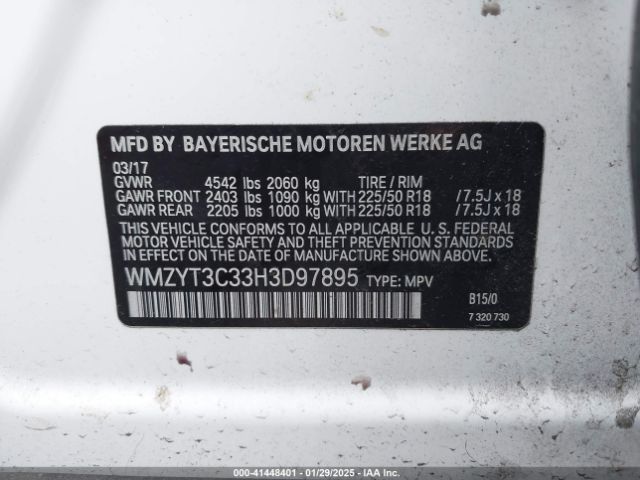 MFD BY BAYERISCHE MOTOREN WERKE AG
03/17
GVWR 4542 lbs 2060 kg TIRE / RIM
GAWR FRONT 2403 lbs 1090 kg WITH 225/50 R18 / 7.5J x 18
GAWR REAR 2205 lbs 1000 kg WITH 225/50 R18 / 7.5J x 18
THIS VEHICLE CONFORMS TO ALL APPLICABLE U. S. FEDERAL
MOTOR VEHICLE SAFETY, BUMPER, AND THEFT PREVENTION STANDARDS
IN EFFECT ON THE DATE OF MANUFACTURE SHOWN ABOVE.
WMZYT3C33H3D97895 TYPE: MPV
B15/0
7 320 730
000-41448401 - 01/29/2025 - IAA Inc.